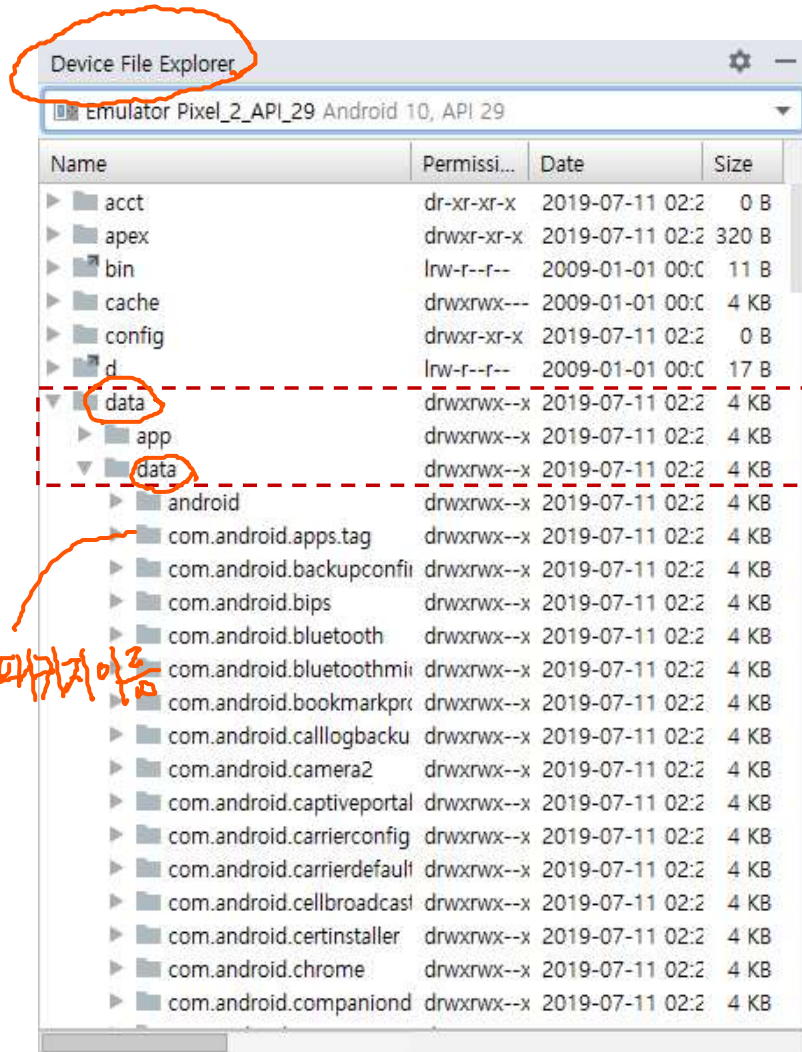 Device File Explorer
Emulator Pixel_2_API_29 Android 10, API 29
Name Permissi... Date Size
acct dr-xr-xr-x 2019-07-11 02:2 0 B
apex drwxr-xr-x 2019-07-11 02:2 320 B
bin lrw-r--r-- 2009-01-01 00:0 11 B
cache drwxrwx--- 2009-01-01 00:0 4 KB
config drwxr-xr-x 2019-07-11 02:2 0 B
d lrw-r--r-- 2009-01-01 00:0 17 B
data drwxrwx--x 2019-07-11 02:2 4 KB
app drwxrwx--x 2019-07-11 02:2 4 KB
data drwxrwx--x 2019-07-11 02:2 4 KB
android drwxrwx--x 2019-07-11 02:2 4 KB
com.android.apps.tag drwxrwx--x 2019-07-11 02:2 4 KB
com.android.backupconfi drwxrwx--x 2019-07-11 02:2 4 KB
com.android.bips drwxrwx--x 2019-07-11 02:2 4 KB
com.android.bluetooth drwxrwx--x 2019-07-11 02:2 4 KB
패키지이름
com.android.bluetoothmi drwxrwx--x 2019-07-11 02:2 4 KB
com.android.bookmarkpro drwxrwx--x 2019-07-11 02:2 4 KB
com.android.calllogbacku drwxrwx--x 2019-07-11 02:2 4 KB
com.android.camera2 drwxrwx--x 2019-07-11 02:2 4 KB
com.android.captiveportal drwxrwx--x 2019-07-11 02:2 4 KB
com.android.carrierconfig drwxrwx--x 2019-07-11 02:2 4 KB
com.android.carrierdefault drwxrwx--x 2019-07-11 02:2 4 KB
com.android.cellbroadcast drwxrwx--x 2019-07-11 02:2 4 KB
com.android.certinstaller drwxrwx--x 2019-07-11 02:2 4 KB
com.android.chrome drwxrwx--x 2019-07-11 02:2 4 KB
com.android.companiond drwxrwx--x 2019-07-11 02:2 4 KB